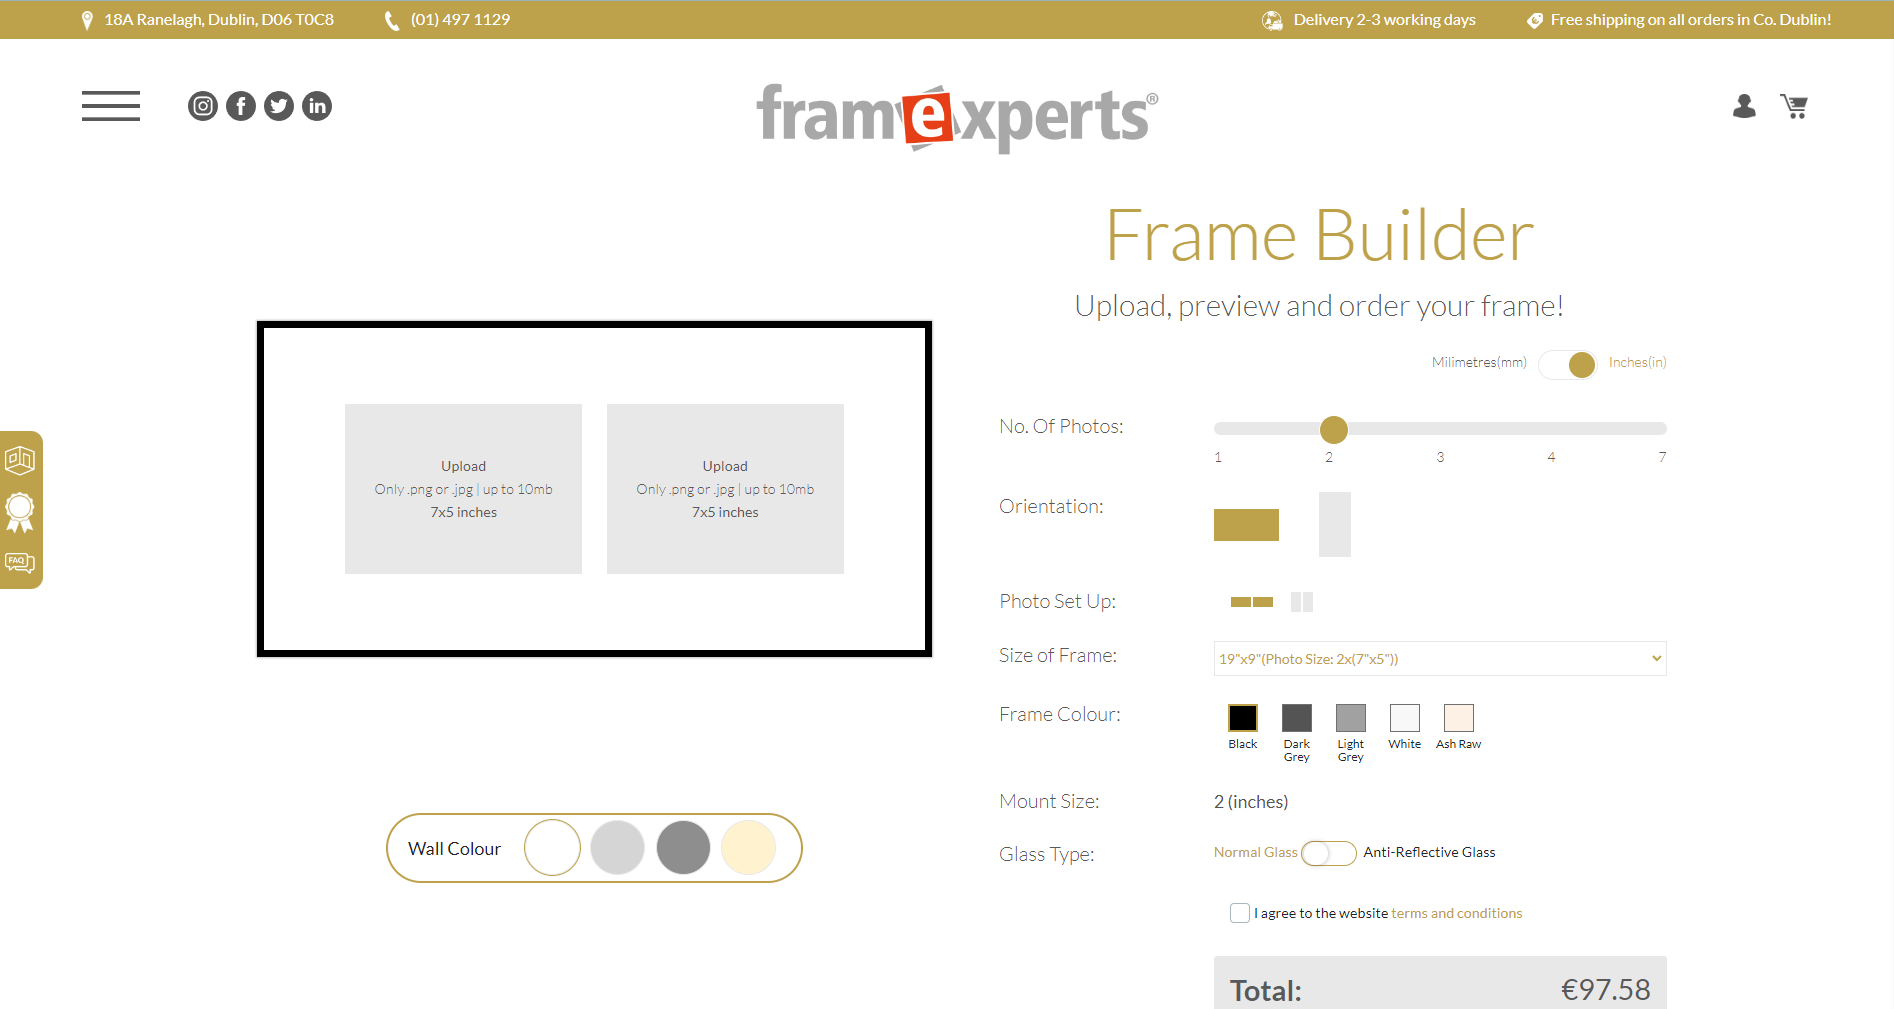 18A Ranelagh, Dublin, D06 T0C8
(01) 497 1129
Delivery 2-3 working days
Free shipping on all orders in Co. Dublin!
framexperts®
Frame Builder
Upload, preview and order your frame!
Milimetres(mm)
Inches(in)
No. Of Photos:
1 2 3 4 7
Upload
Only .png or .jpg | up to 10mb
7x5 inches
Upload
Only .png or .jpg | up to 10mb
7x5 inches
FAQ
Orientation:
Photo Set Up:
Size of Frame:
19"x9"(Photo Size: 2x(7"x5"))
Frame Colour:
Black
Dark
Grey
Light
Grey
White
Ash Raw
Mount Size:
2 (inches)
Wall Colour
Glass Type:
Normal Glass
Anti-Reflective Glass
I agree to the website terms and conditions
Total:
€97.58